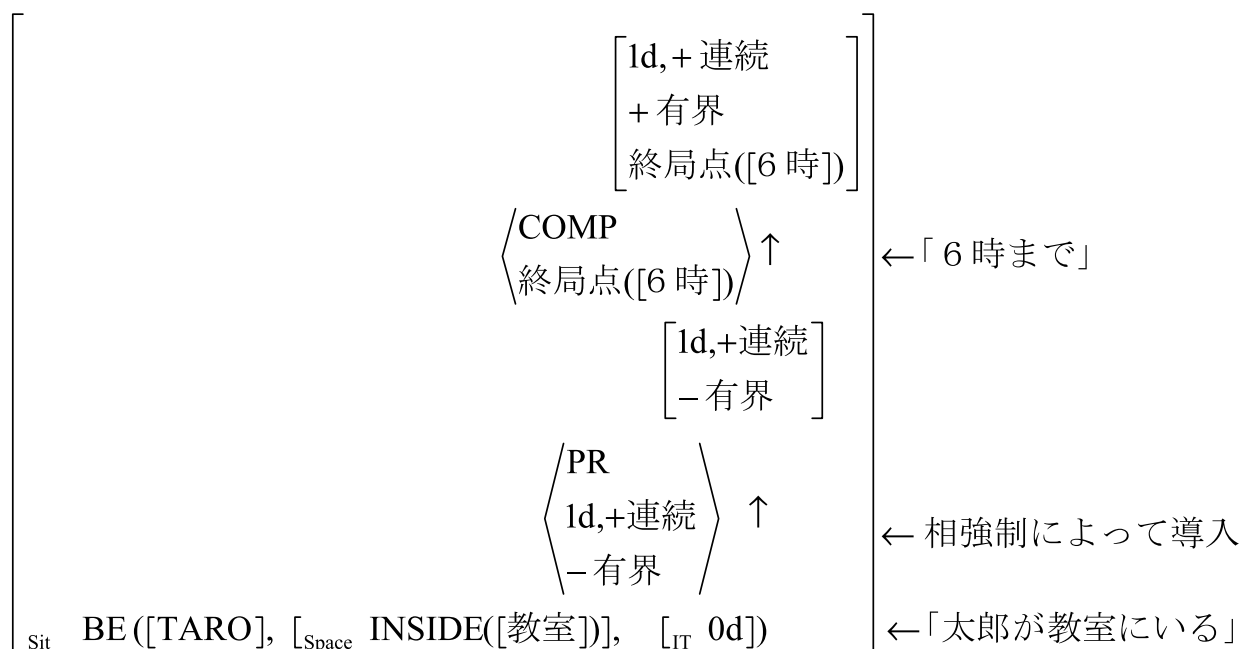 1d,+連続
+有界
終局点([6時])
COMP
終局点([6時])
↑
←「6時まで」
1d,+連続
−有界
PR
1d,+連続
−有界
↑
←相強制によって導入
Sit BE([TARO], [Space INSIDE([教室])], [IT 0d])
←「太郎が教室にいる」